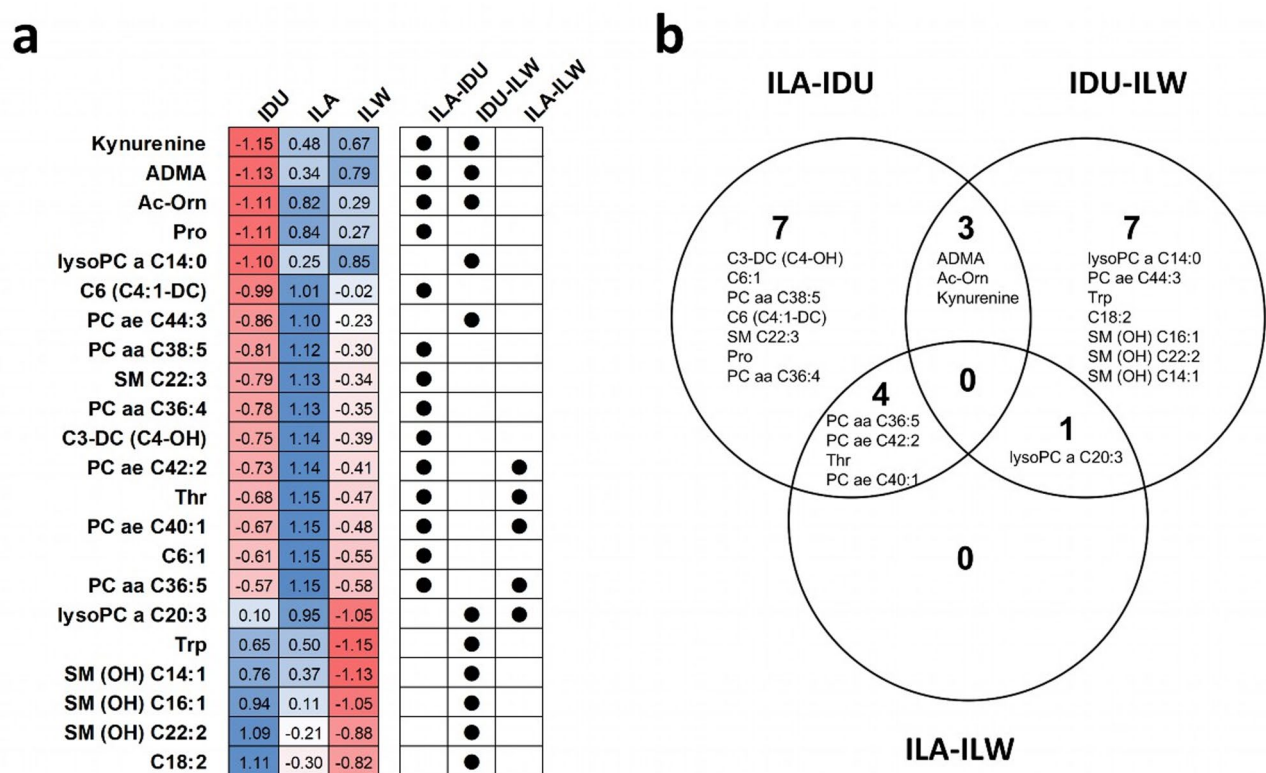 a
IDU ILA ILW ILA-IDU IDU-ILW ILA-ILW
Kynurenine -1.15 0.48 0.67
ADMA -1.13 0.34 0.79
Ac-Orn -1.11 0.82 0.29
Pro -1.11 0.84 0.27
lysoPC a C14:0 -1.10 0.25 0.85
C6 (C4:1-DC) -0.99 1.01 -0.02
PC ae C44:3 -0.86 1.10 -0.23
PC aa C38:5 -0.81 1.12 -0.30
SM C22:3 -0.79 1.13 -0.34
PC aa C36:4 -0.78 1.13 -0.35
C3-DC (C4-OH) -0.75 1.14 -0.39
PC ae C42:2 -0.73 1.14 -0.41
Thr -0.68 1.15 -0.47
PC ae C40:1 -0.67 1.15 -0.48
C6:1 -0.61 1.15 -0.55
PC aa C36:5 -0.57 1.15 -0.58
lysoPC a C20:3 0.10 0.95 -1.05
Trp 0.65 0.50 -1.15
SM (OH) C14:1 0.76 0.37 -1.13
SM (OH) C16:1 0.94 0.11 -1.05
SM (OH) C22:2 1.09 -0.21 -0.88
C18:2 1.11 -0.30 -0.82
b
ILA-IDU
IDU-ILW
7
C3-DC (C4-OH)
C6:1
PC aa C38:5
C6 (C4:1-DC)
SM C22:3
Pro
PC aa C36:4
3
ADMA
Ac-Orn
Kynurenine
7
lysoPC a C14:0
PC ae C44:3
Trp
C18:2
SM (OH) C16:1
SM (OH) C22:2
SM (OH) C14:1
0
4
PC aa C36:5
PC ae C42:2
Thr
PC ae C40:1
1
lysoPC a C20:3
0
ILA-ILW